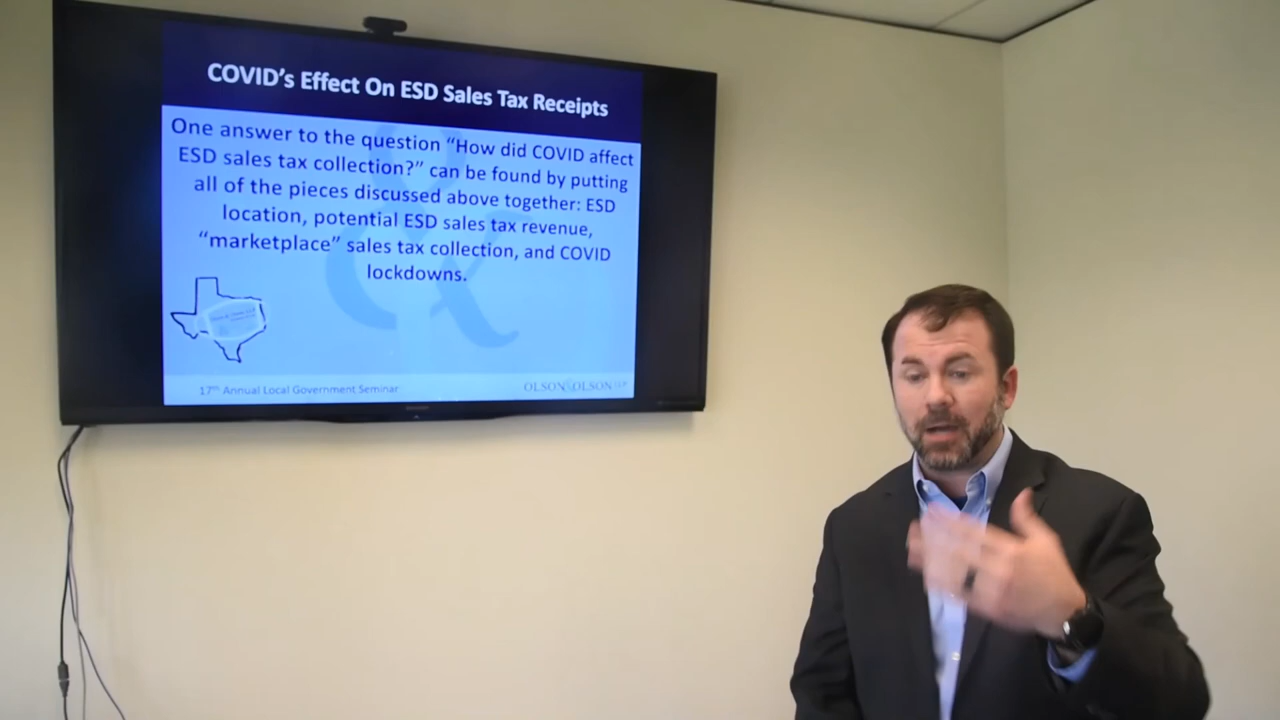 COVID's Effect On ESD Sales Tax Receipts
One answer to the question “How did COVID affect
ESD sales tax collection?” can be found by putting
all of the pieces discussed above together: ESD
location, potential ESD sales tax revenue,
“marketplace” sales tax collection, and COVID
lockdowns.
&
17th Annual Local Government Seminar
OLSON & OLSON LLP